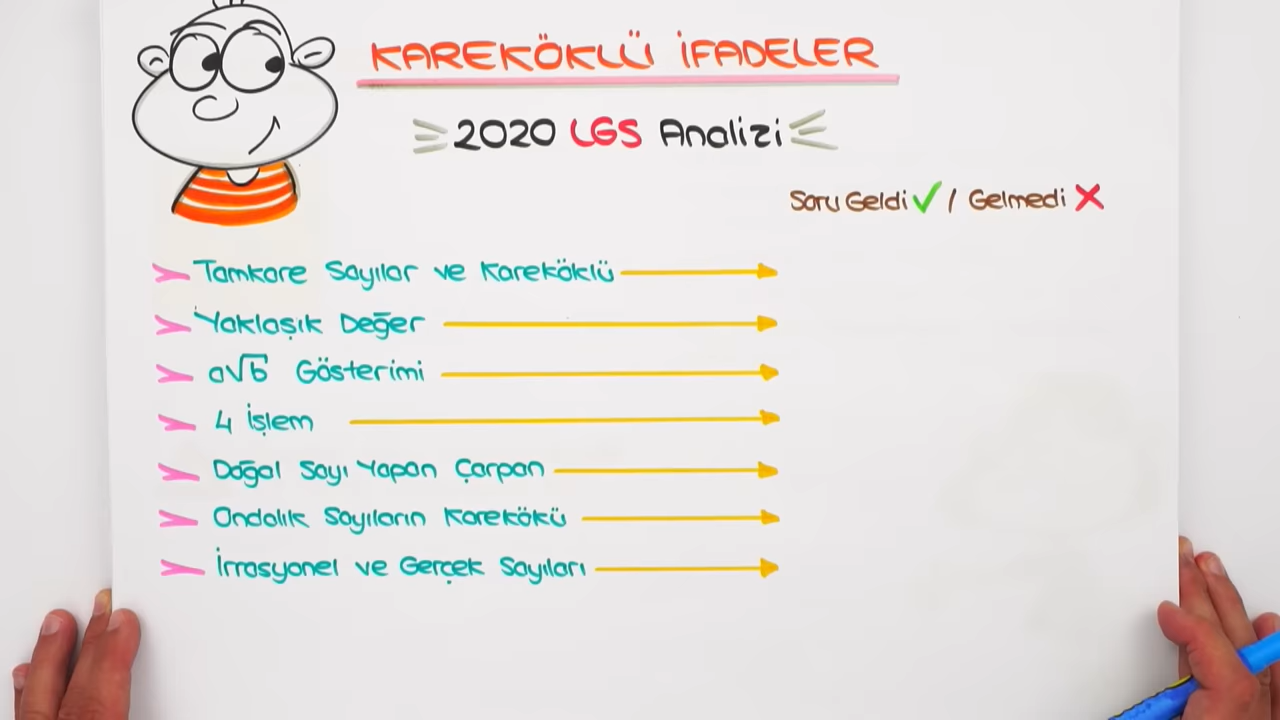 KAREKÖKLÜ İFADELER
2020 LGS Analizi
Soru Geldi ✓ / Gelmedi ✗
Tamkare Sayılar ve Kareköklü
Yaklaşık Değer
a√b Gösterimi
4 İşlem
Doğal Sayı Yapan Çarpan
Ondalık Sayıların Karekökü
İrrasyonel ve Gerçek Sayıları